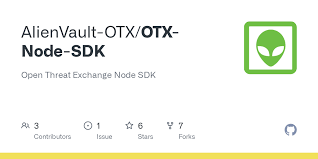 AlienVault-OTX/OTX-
Node-SDK
Open Threat Exchange Node SDK
3 1 6 7
Contributors Issue Stars Forks